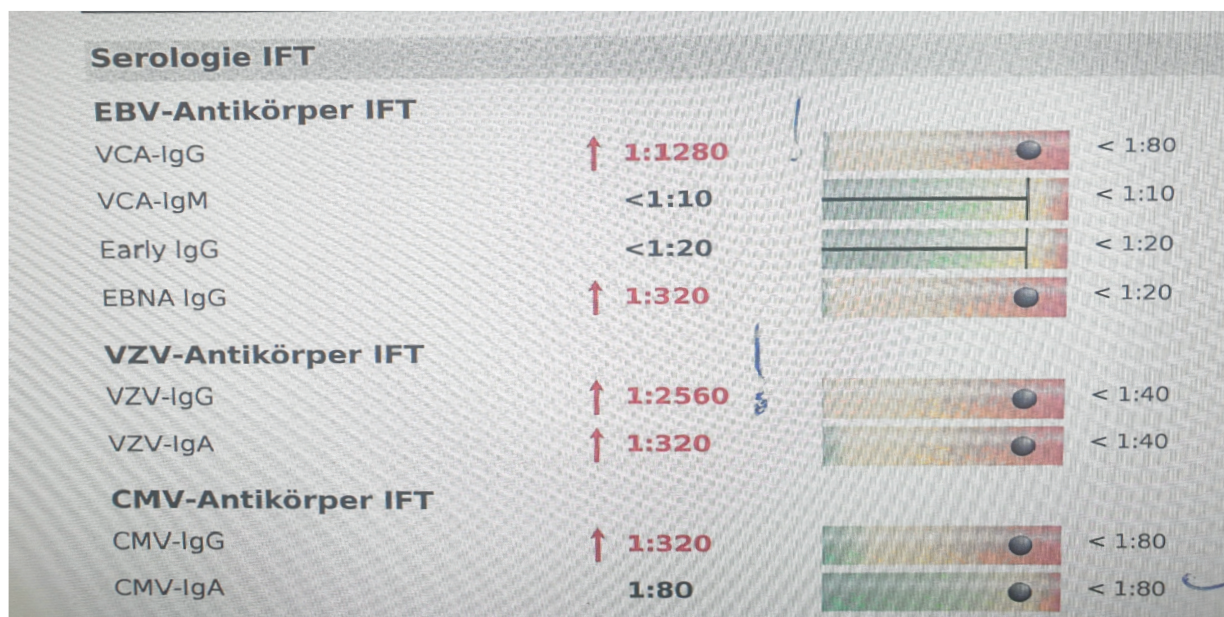 Serologie IFT
EBV-Antikörper IFT
VCA-IgG ↑ 1:1280 < 1:80
VCA-IgM <1:10 < 1:10
Early IgG <1:20 < 1:20
EBNA IgG ↑ 1:320 < 1:20
VZV-Antikörper IFT
VZV-IgG ↑ 1:2560 < 1:40
VZV-IgA ↑ 1:320 < 1:40
CMV-Antikörper IFT
CMV-IgG ↑ 1:320 < 1:80
CMV-IgA 1:80 < 1:80